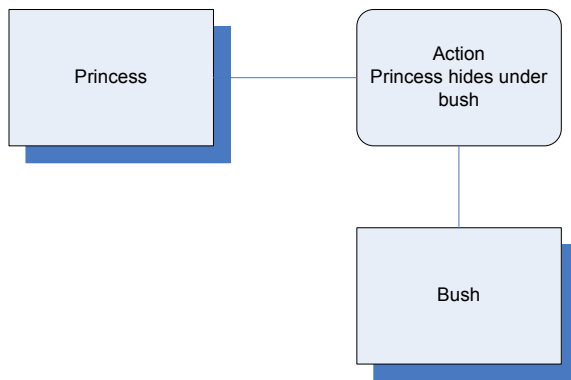 Princess
Action
Princess hides under
bush
Bush